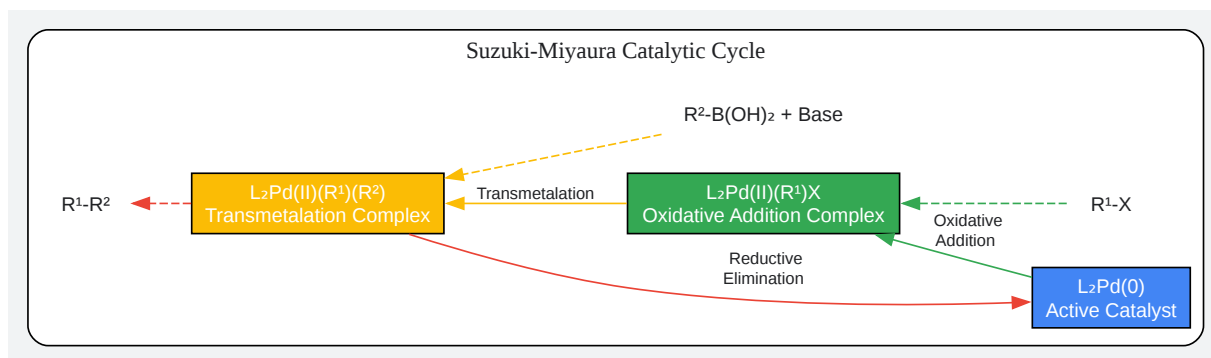 Suzuki-Miyaura Catalytic Cycle
R²-B(OH)₂ + Base
L₂Pd(II)(R¹)(R²)
Transmetalation Complex
Transmetalation
L₂Pd(II)(R¹)X
Oxidative Addition Complex
R¹-R²
R¹-X
Oxidative
Addition
Reductive
Elimination
L₂Pd(0)
Active Catalyst